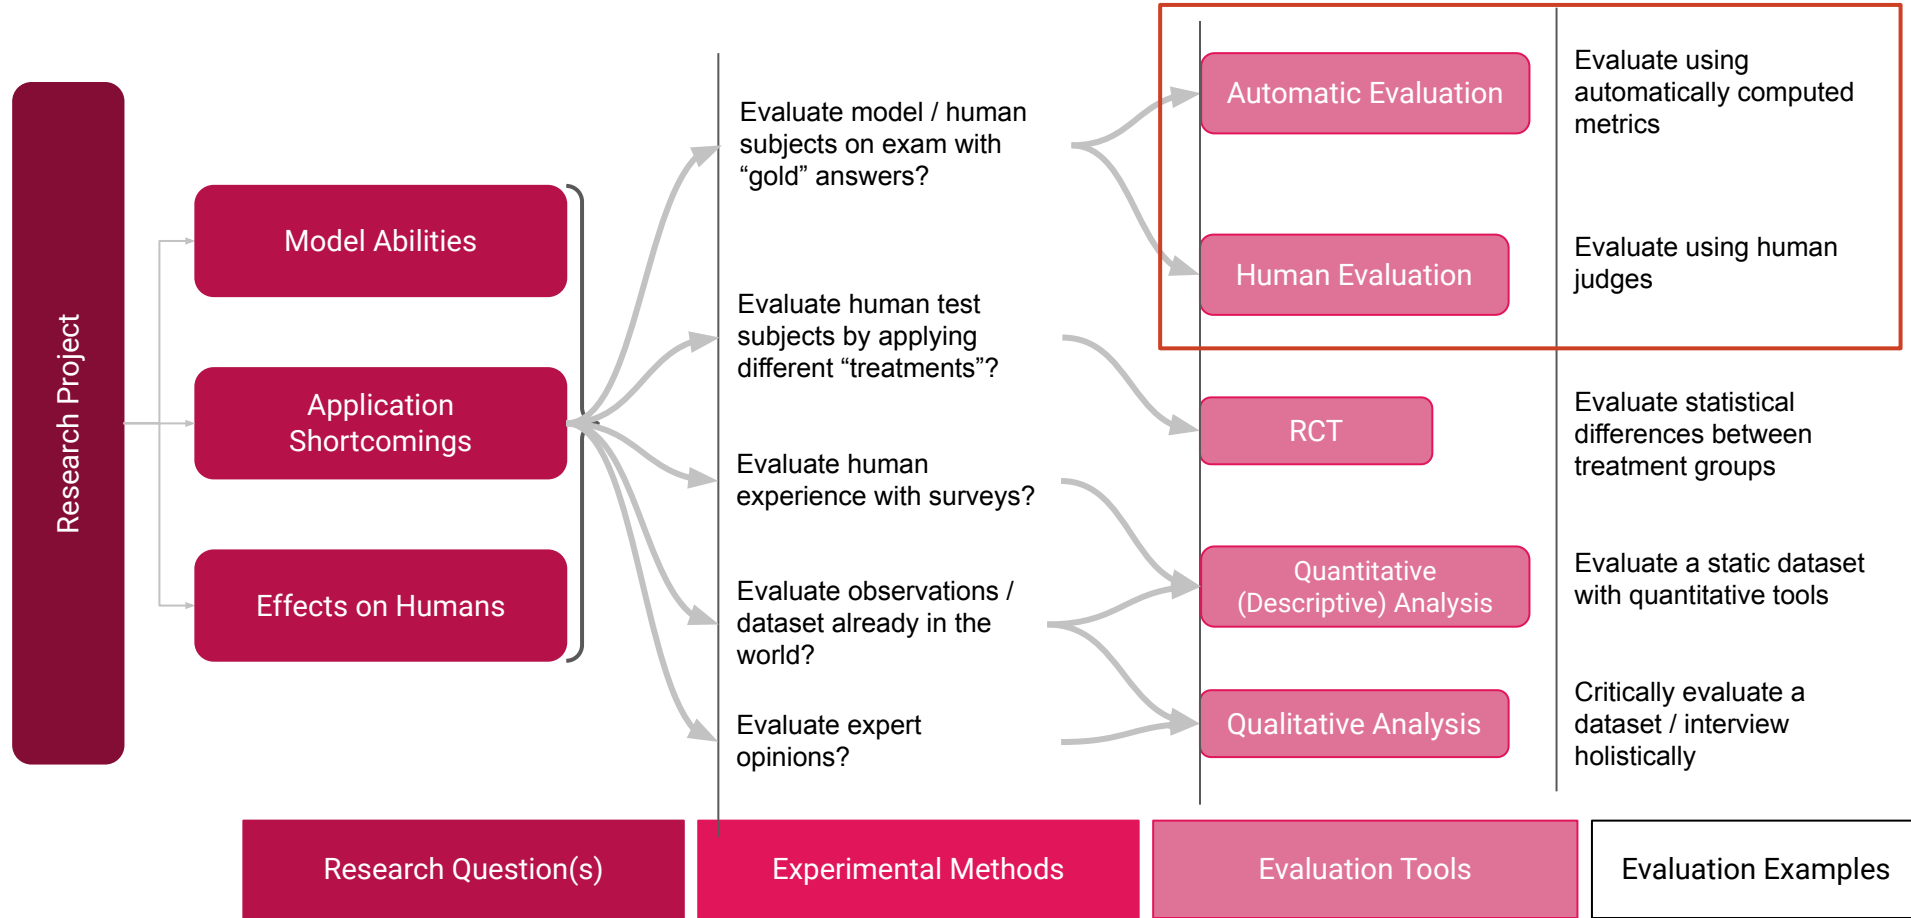 Research Project
Model Abilities
Application
Shortcomings
Effects on Humans
Evaluate model / human
subjects on exam with
“gold” answers?
Evaluate human test
subjects by applying
different “treatments”?
Evaluate human
experience with surveys?
Evaluate observations /
dataset already in the
world?
Evaluate expert
opinions?
Automatic Evaluation
Human Evaluation
RCT
Quantitative
(Descriptive) Analysis
Qualitative Analysis
Evaluate using
automatically computed
metrics
Evaluate using human
judges
Evaluate statistical
differences between
treatment groups
Evaluate a static dataset
with quantitative tools
Critically evaluate a
dataset / interview
holistically
Research Question(s)
Experimental Methods
Evaluation Tools
Evaluation Examples